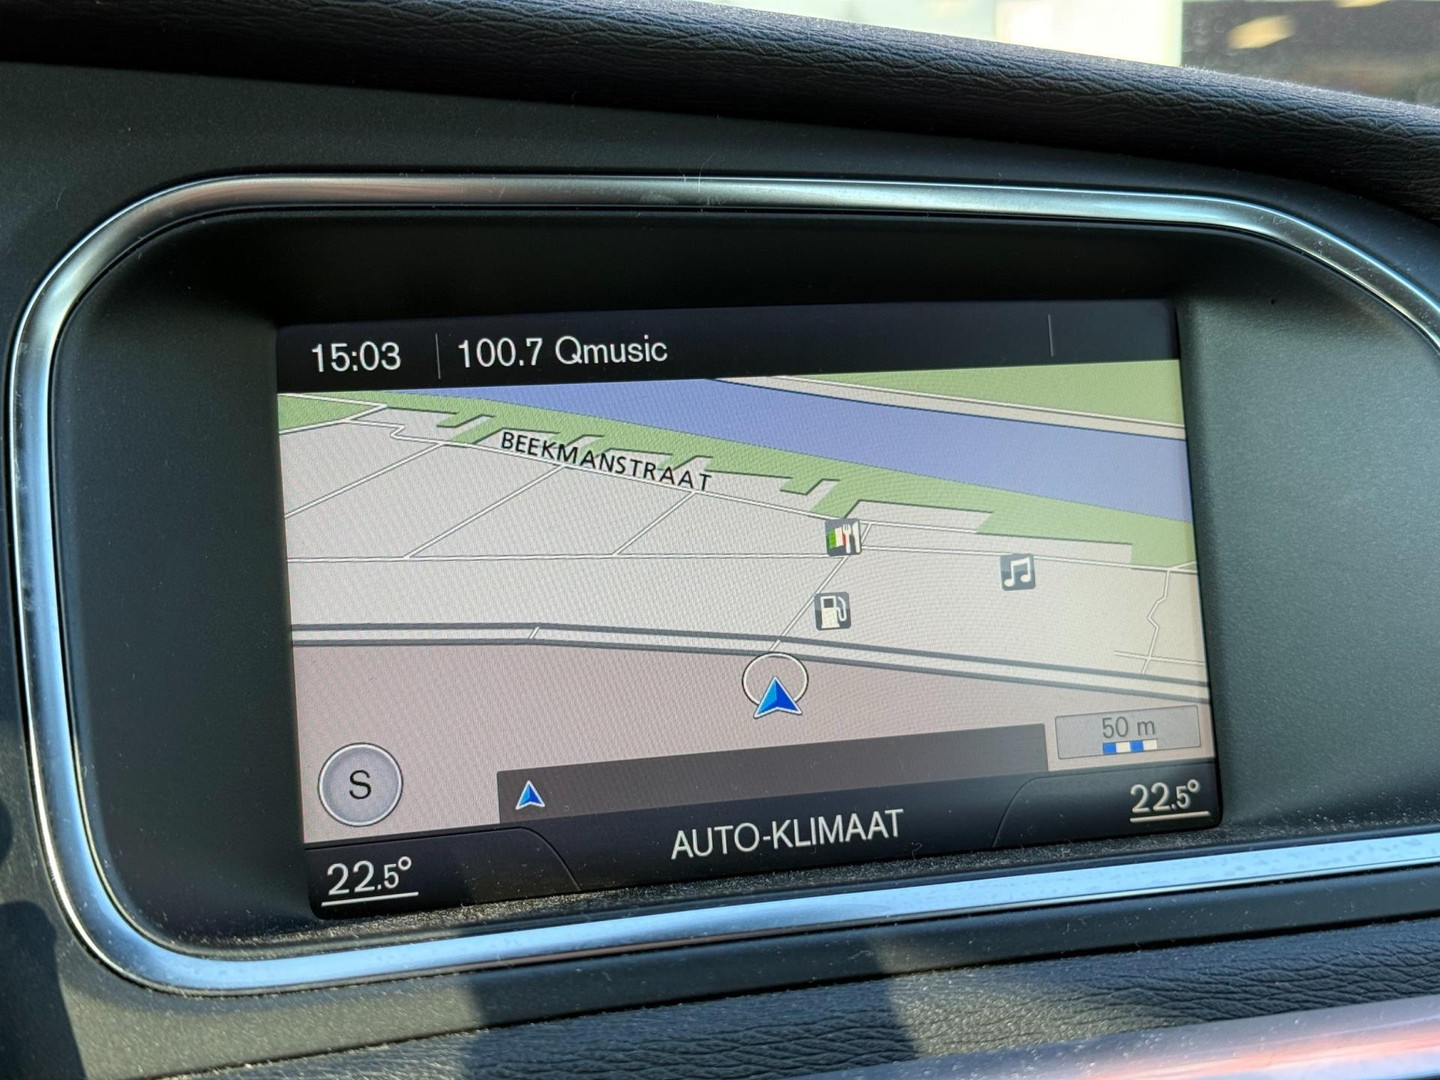 15:03
100.7 Qmusic
BEEKMANSTRAAT
50 m
S
22.5°
AUTO-KLIMAAT
22.5°